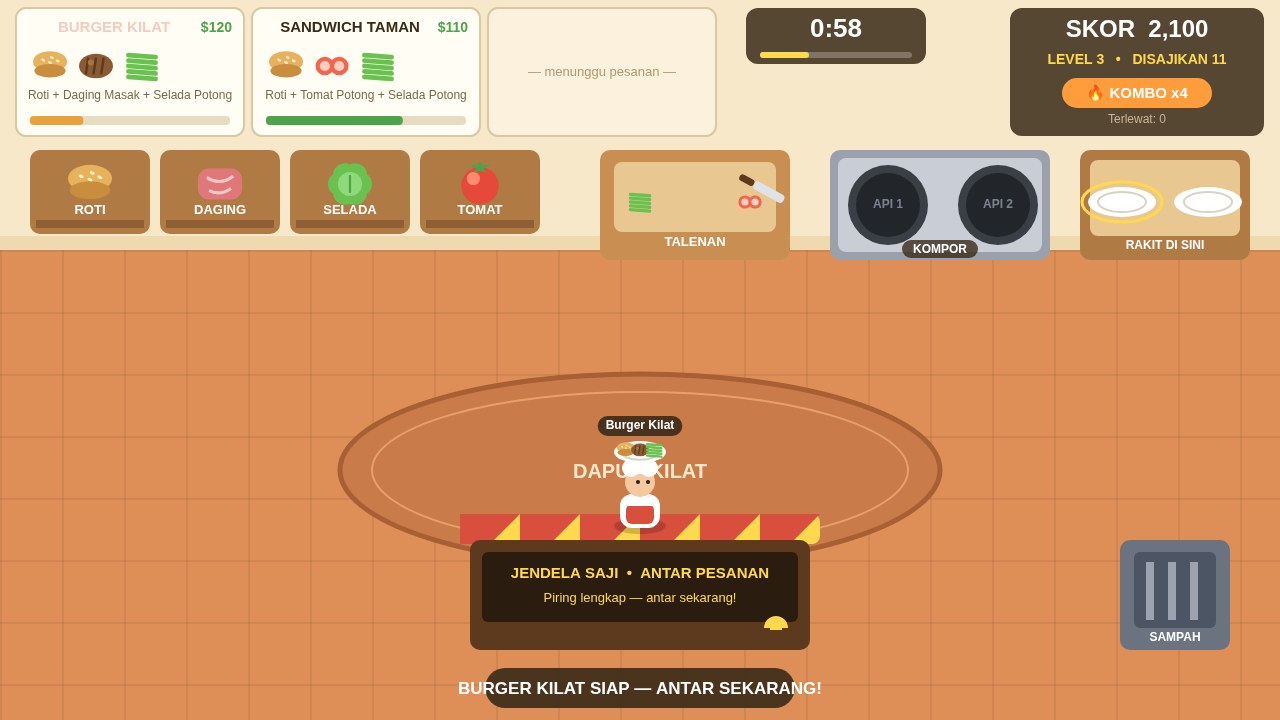 BURGER KILAT $120
Roti + Daging Masak + Selada Potong
SANDWICH TAMAN $110
Roti + Tomat Potong + Selada Potong
— menunggu pesanan —
0:58
SKOR 2,100
LEVEL 3 • DISAJIKAN 11
🔥 KOMBO x4
Terlewat: 0
ROTI
DAGING
SELADA
TOMAT
TALENAN
API 1
API 2
KOMPOR
RAKIT DI SINI
Burger Kilat
DAPU KILAT
JENDELA SAJI • ANTAR PESANAN
Piring lengkap — antar sekarang!
SAMPAH
BURGER KILAT SIAP — ANTAR SEKARANG!